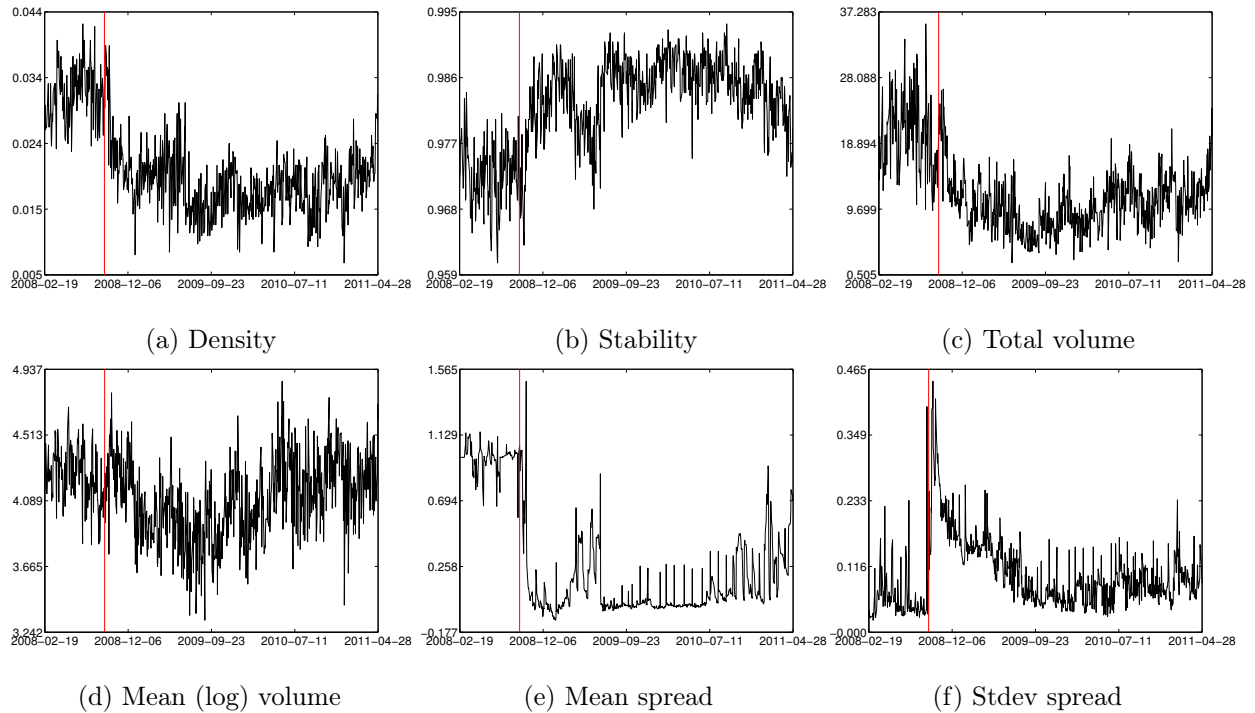 0.044
0.034
0.024
0.015
0.005
2008−02−19 2008−12−06 2009−09−23 2010−07−11 2011−04−28
(a) Density
0.995
0.986
0.977
0.968
0.959
2008−02−19 2008−12−06 2009−09−23 2010−07−11 2011−04−28
(b) Stability
37.283
28.088
18.894
9.699
0.505
2008−02−19 2008−12−06 2009−09−23 2010−07−11 2011−04−28
(c) Total volume
4.937
4.513
4.089
3.665
3.242
2008−02−19 2008−12−06 2009−09−23 2010−07−11 2011−04−28
(d) Mean (log) volume
1.565
1.129
0.694
0.258
−0.177
2008−02−19 2008−12−06 2009−09−23 2010−07−11 2011−04−28
(e) Mean spread
0.465
0.349
0.233
0.116
−0.000
2008−02−19 2008−12−06 2009−09−23 2010−07−11 2011−04−28
(f) Stdev spread